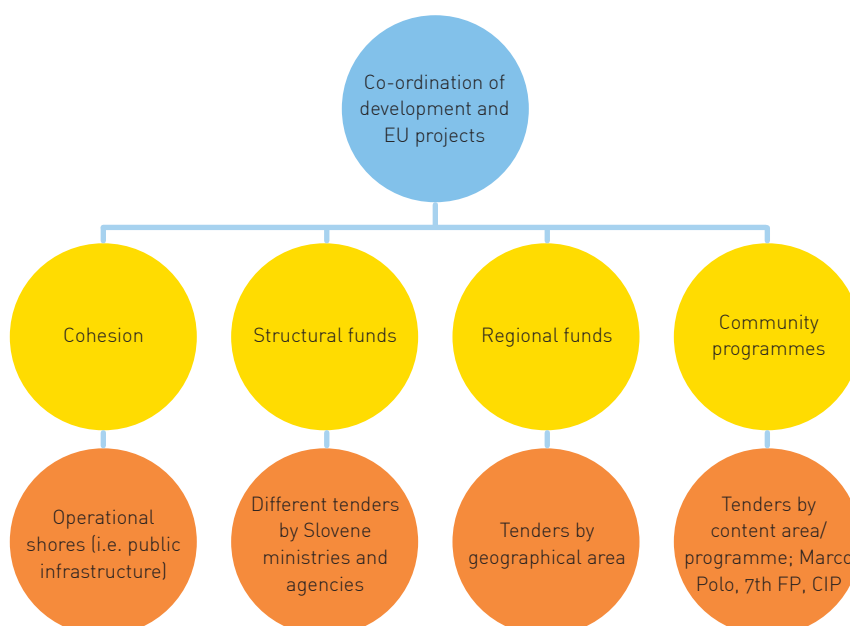 Co-ordination of
development and
EU projects
Cohesion
Structural funds
Regional funds
Community
programmes
Operational
shores (i.e. public
infrastructure)
Different tenders
by Slovene
ministries and
agencies
Tenders by
geographical area
Tenders by
content area/
programme; Marco
Polo, 7th FP, CIP